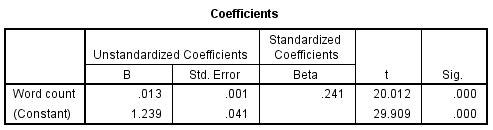 Coefficients
Unstandardized Coefficients Standardized Coefficients
B Std. Error Beta t Sig.
Word count .013 .001 .241 20.012 .000
(Constant) 1.239 .041 29.909 .000